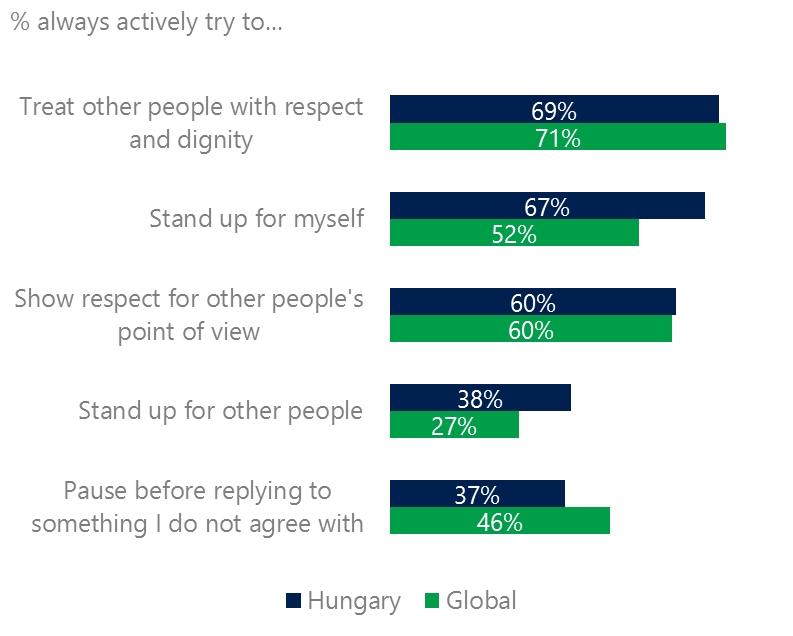 % always actively try to...
Treat other people with respect
and dignity
69%
71%
Stand up for myself
67%
52%
Show respect for other people's
point of view
60%
60%
Stand up for other people
38%
27%
Pause before replying to
something I do not agree with
37%
46%
Hungary Global